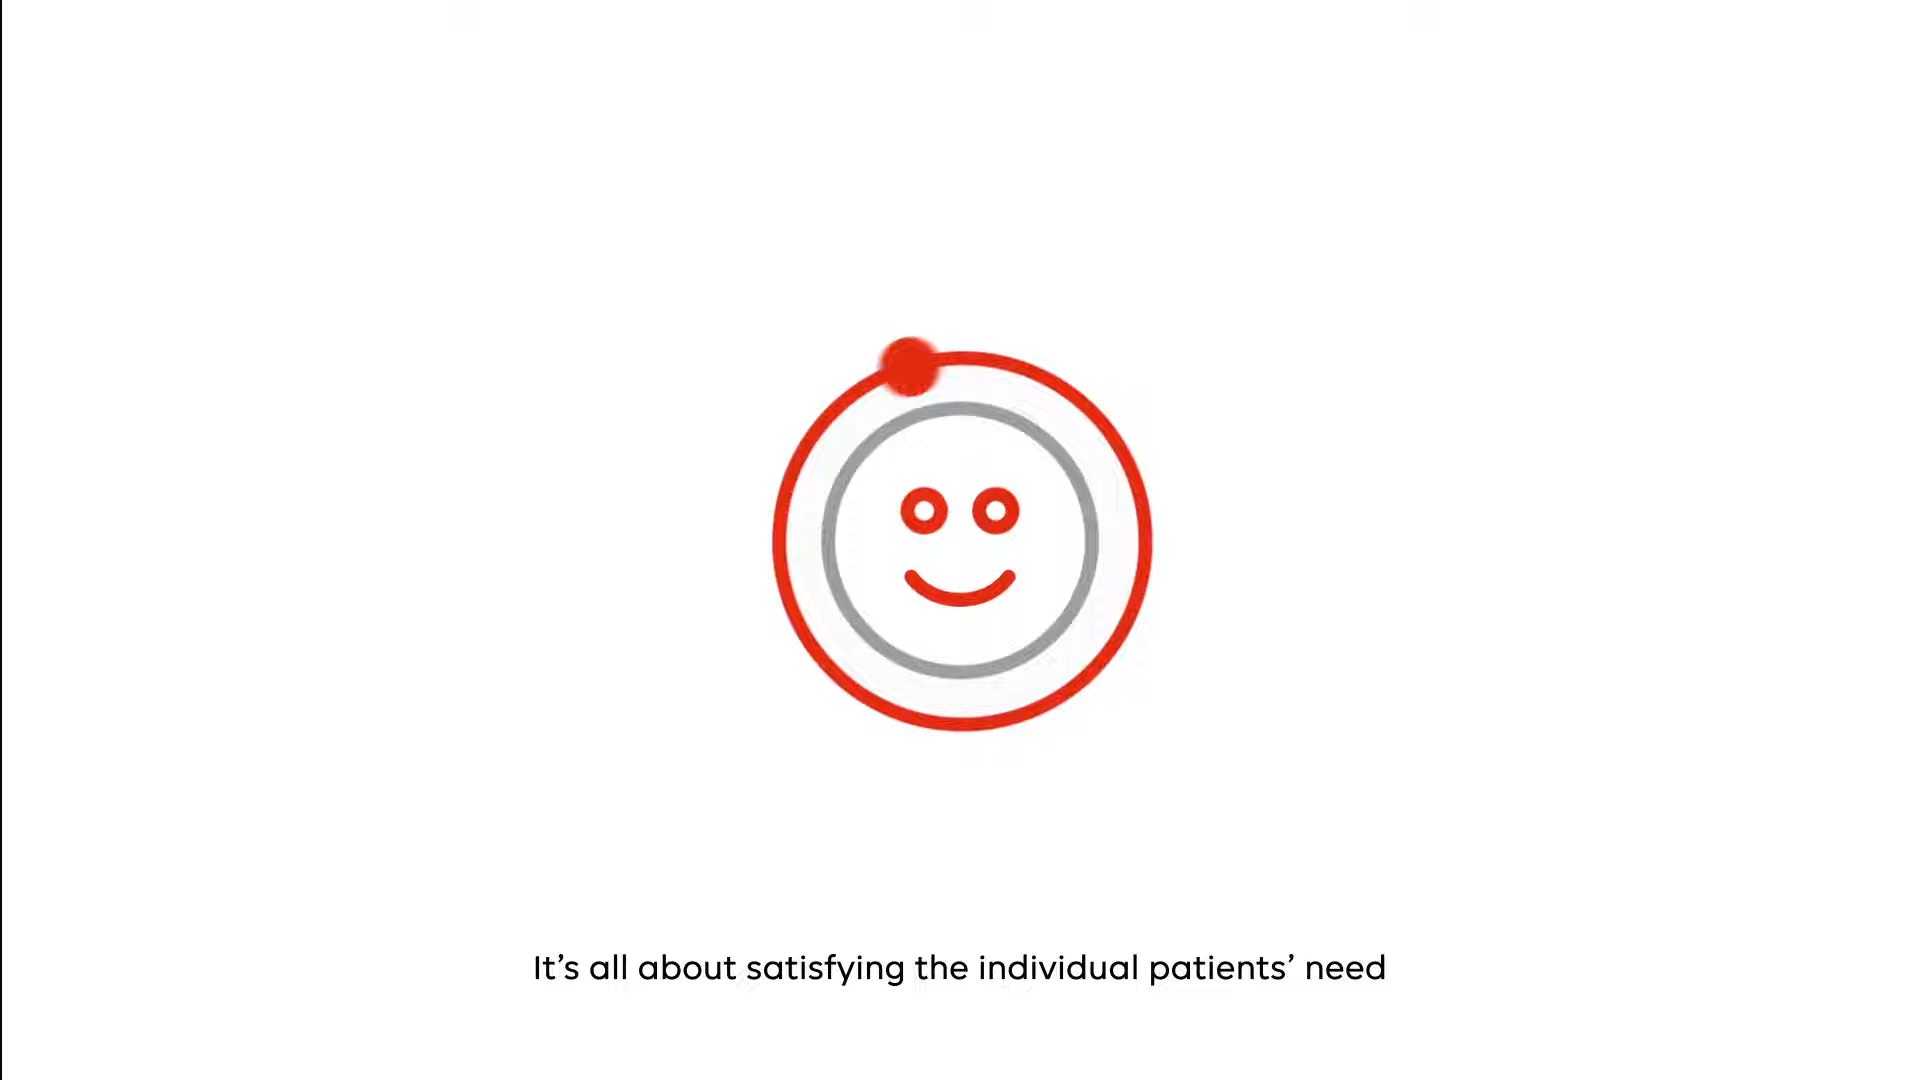 It’s all about satisfying the individual patients’ need